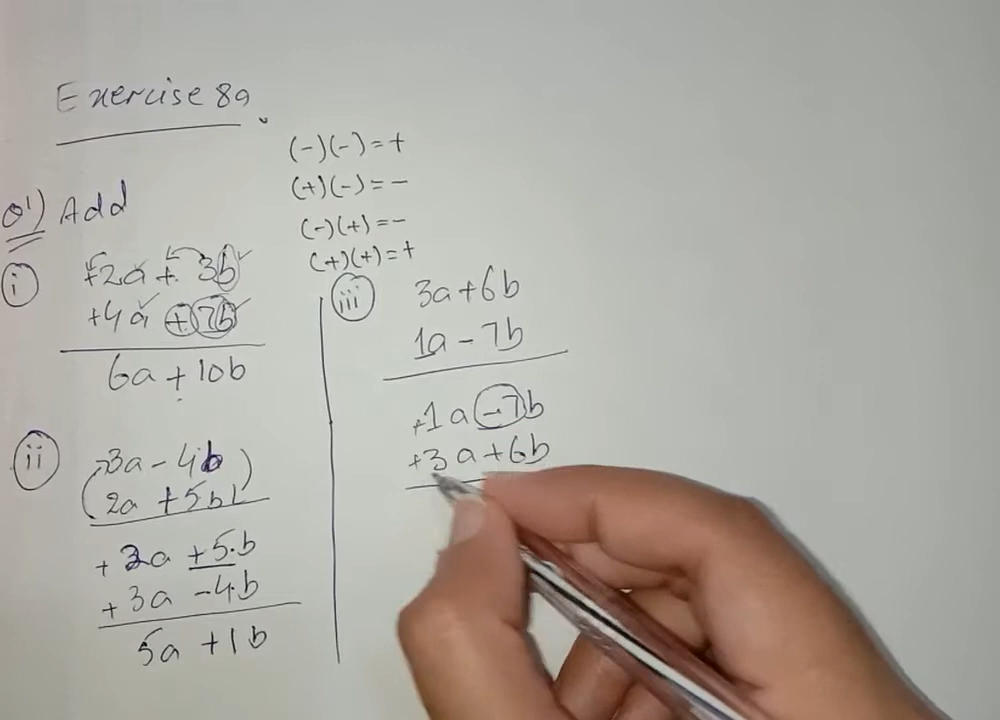 Exercise 8a
Q1) Add
(-)(-)=+
(+)(-)=-
(-)(+)=-
(+)(+)=+
i
+2a + 3b
+4a + 7b
6a + 10b
ii
3a - 4b
2a + 5b
+ 2a + 5b
+ 3a - 4b
5a + 1b
iii
3a + 6b
1a - 7b
+1a - 7b
+3a + 6b